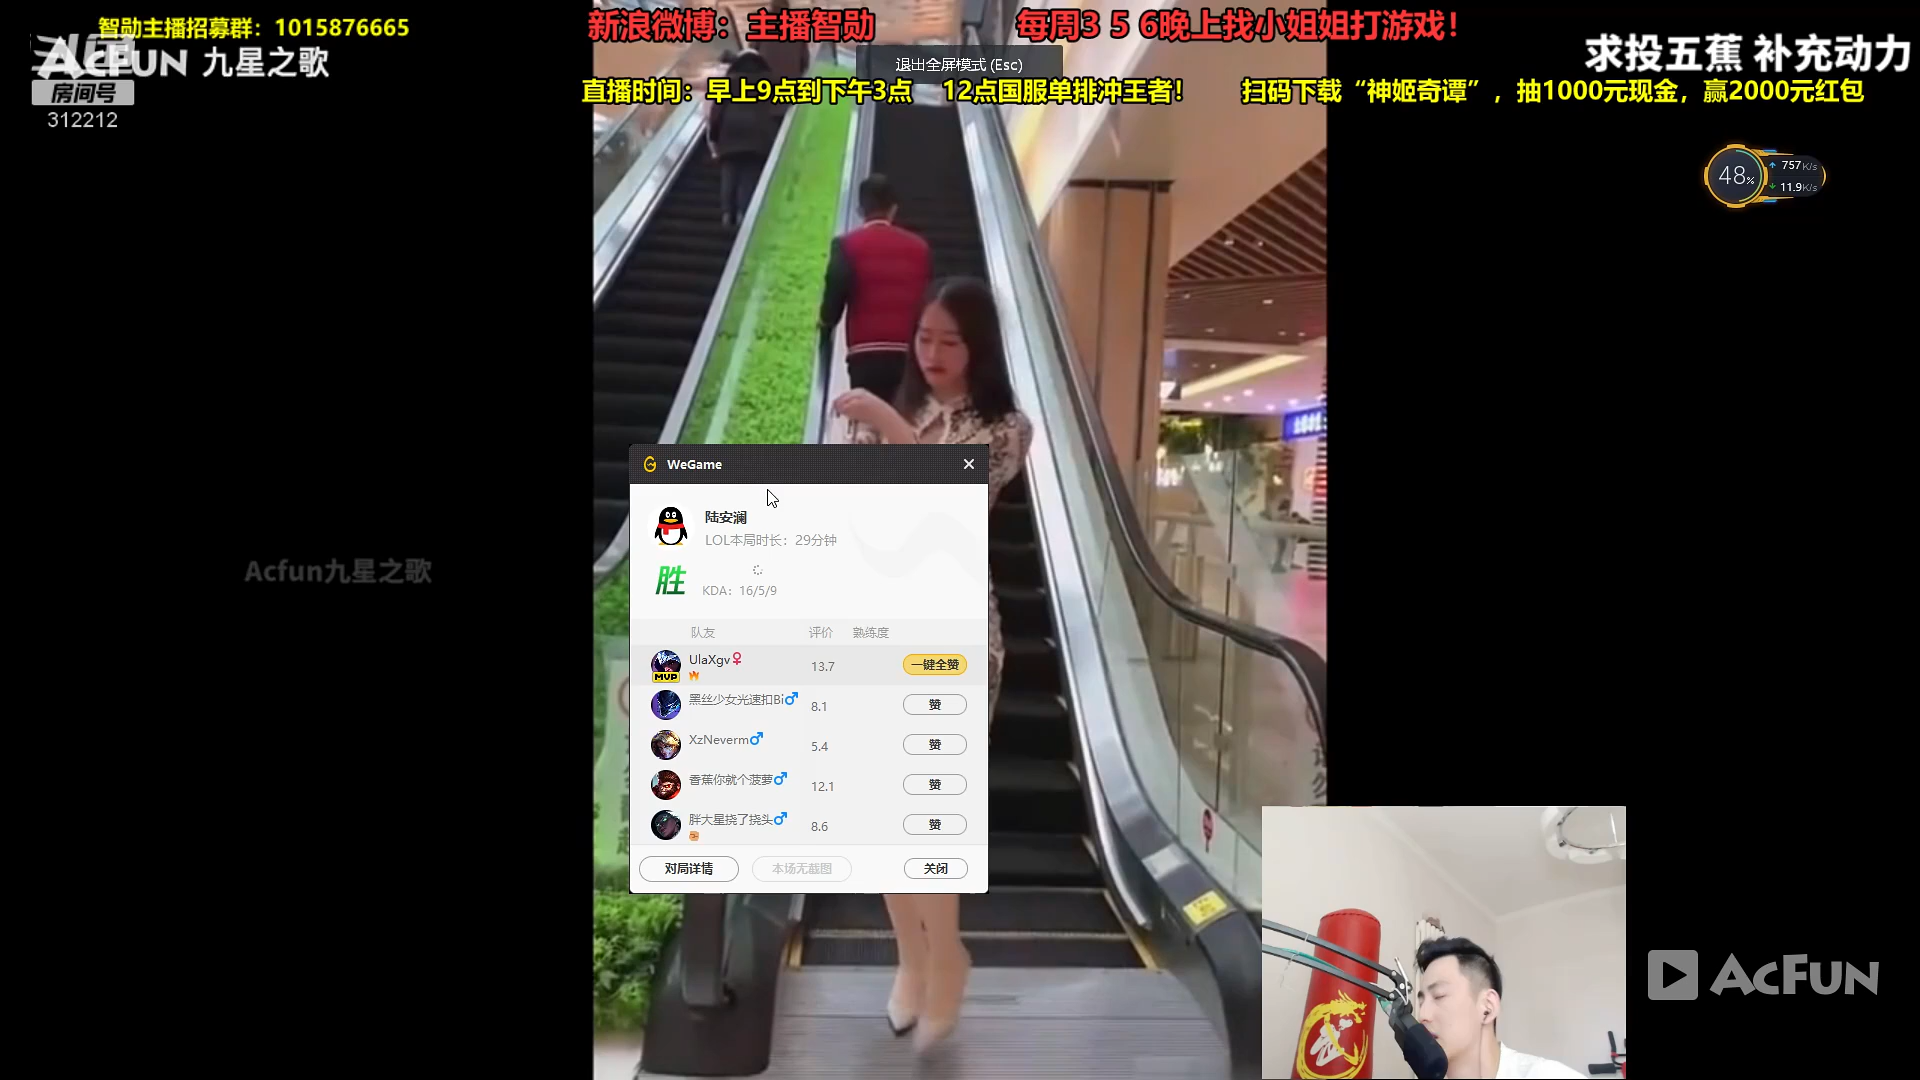 智勋主播招募群：1015876665
AcFUN 九星之歌
房间号
312212
新浪微博：主播智勋
每周3 5 6晚上找小姐姐打游戏！
退出全屏模式 (Esc)
求投五蕉 补充动力
直播时间：早上9点到下午3点
12点国服单排冲王者！
扫码下载“神姬奇谭”，抽1000元现金，赢2000元红包
48%
757K/s
11.9K/s
Acfun九星之歌
WeGame
陆安澜
LOL本局时长：29分钟
胜
KDA：16/5/9
队友 评价 熟练度
UlaXgv 13.7 一键全赞
MVP
黑丝少女光速扣Bi 8.1 赞
XzNeverm 5.4 赞
香蕉你就个菠萝 12.1 赞
胖大星挠了挠头 8.6 赞
对局详情 本场无截图 关闭
AcFUN